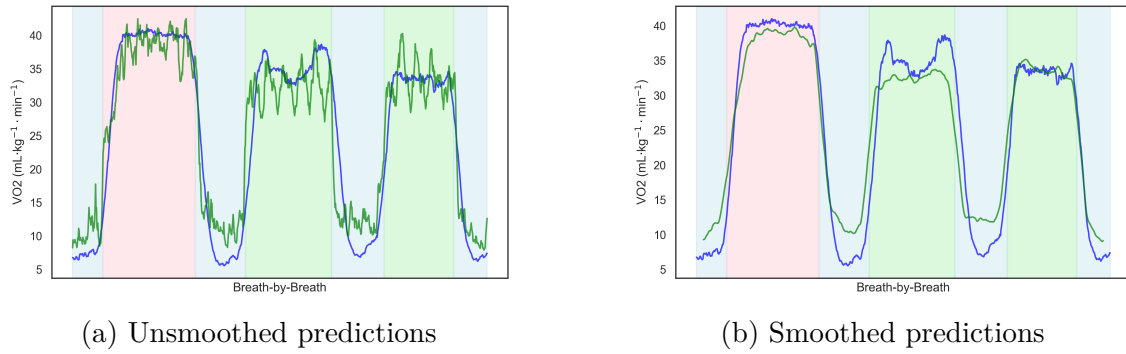 40
35
30
25
20
15
10
5
VO2 (mL·kg⁻¹ · min⁻¹)
Breath-by-Breath
(a) Unsmoothed predictions
40
35
30
25
20
15
10
5
VO2 (mL·kg⁻¹ · min⁻¹)
Breath-by-Breath
(b) Smoothed predictions